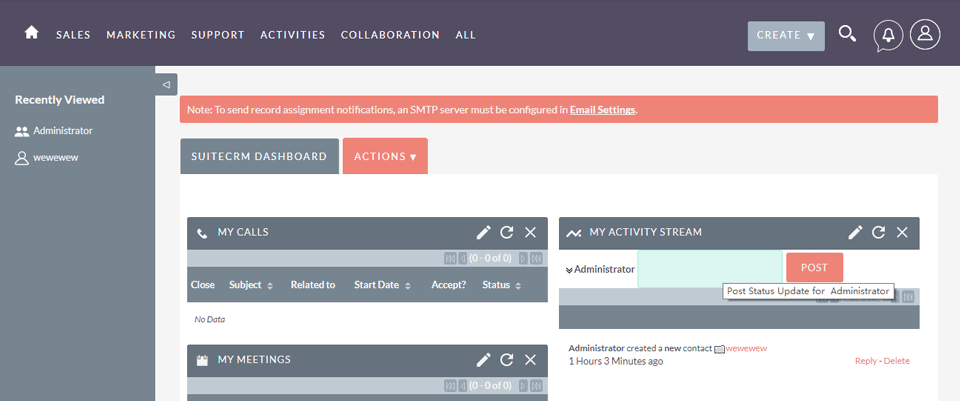 SALES MARKETING SUPPORT ACTIVITIES COLLABORATION ALL CREATE
Recently Viewed
Administrator
wewewew
Note: To send record assignment notifications, an SMTP server must be configured in Email Settings.
SUITECRM DASHBOARD ACTIONS
MY CALLS
(0 - 0 of 0)
Close Subject Related to Start Date Accept? Status
No Data
MY MEETINGS
(0 - 0 of 0)
MY ACTIVITY STREAM
Administrator POST
Post Status Update for Administrator
Administrator created a new contact wewewew
1 Hours 3 Minutes ago Reply - Delete